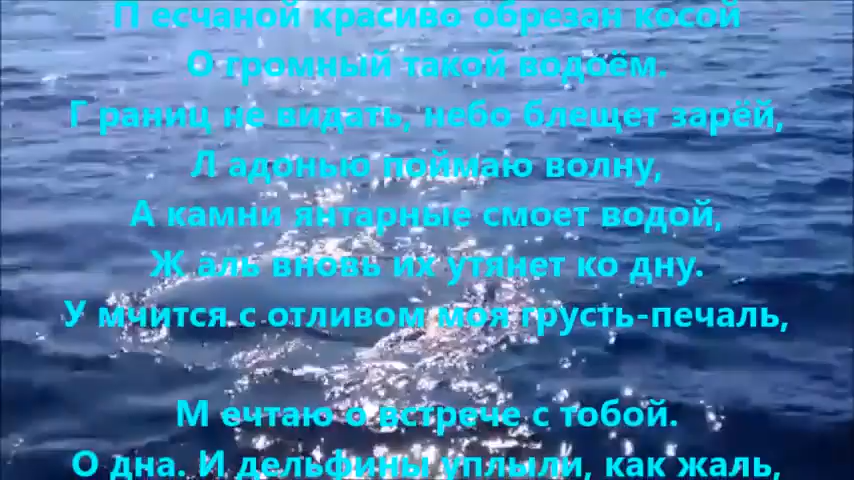 П есчаной красиво обрезан косой
О громный такой водоём.
Г раниц не видать, небо блещет зарёй,
Л адонью поймаю волну,
А камни янтарные смоет водой,
Ж аль вновь их утянет ко дну.
У мчится с отливом моя грусть-печаль,
М ечтаю о встрече с тобой.
О дна. И дельфины уплыли, как жаль,